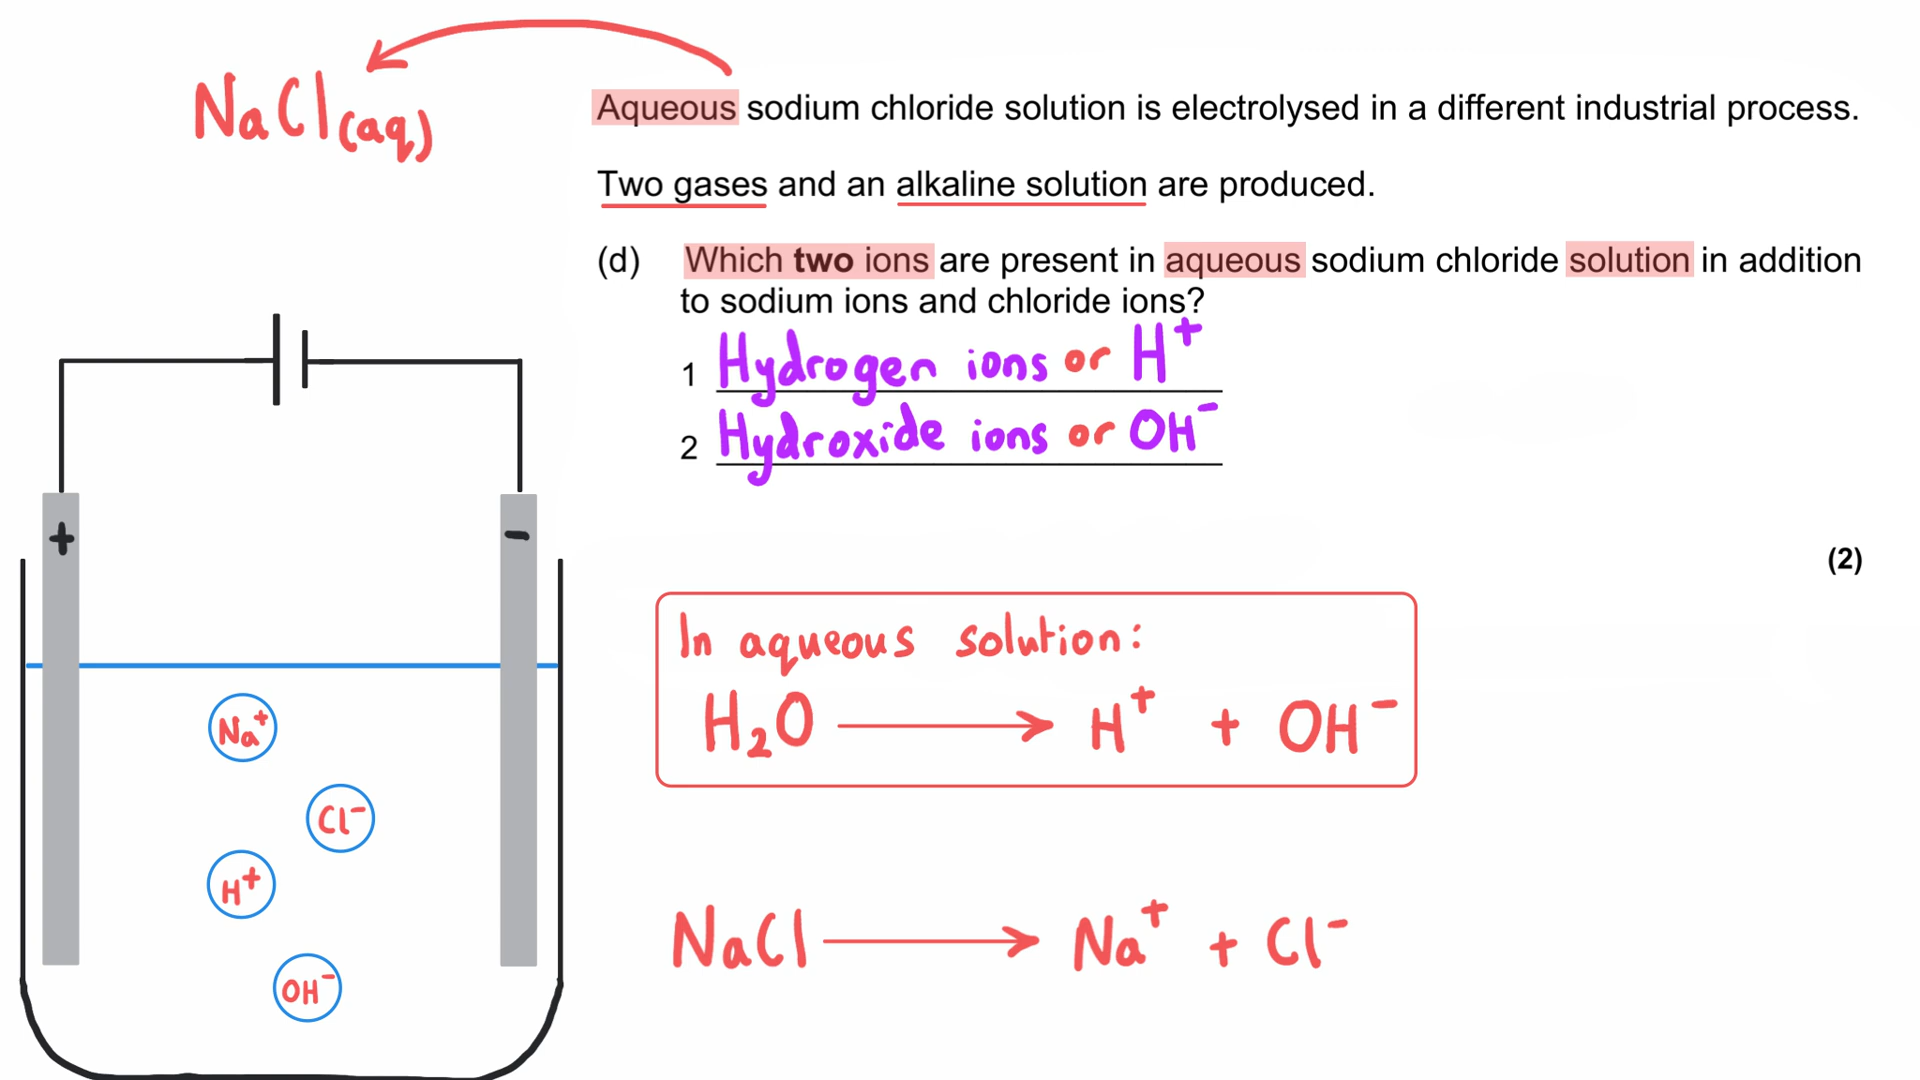 NaCl(aq)
Aqueous sodium chloride solution is electrolysed in a different industrial process.
Two gases and an alkaline solution are produced.
(d) Which two ions are present in aqueous sodium chloride solution in addition
to sodium ions and chloride ions?
1 Hydrogen ions or H⁺
2 Hydroxide ions or OH⁻
(2)
+ -
In aqueous solution:
H₂O ⟶ H⁺ + OH⁻
Na⁺
Cl⁻
H⁺
OH⁻
NaCl ⟶ Na⁺ + Cl⁻